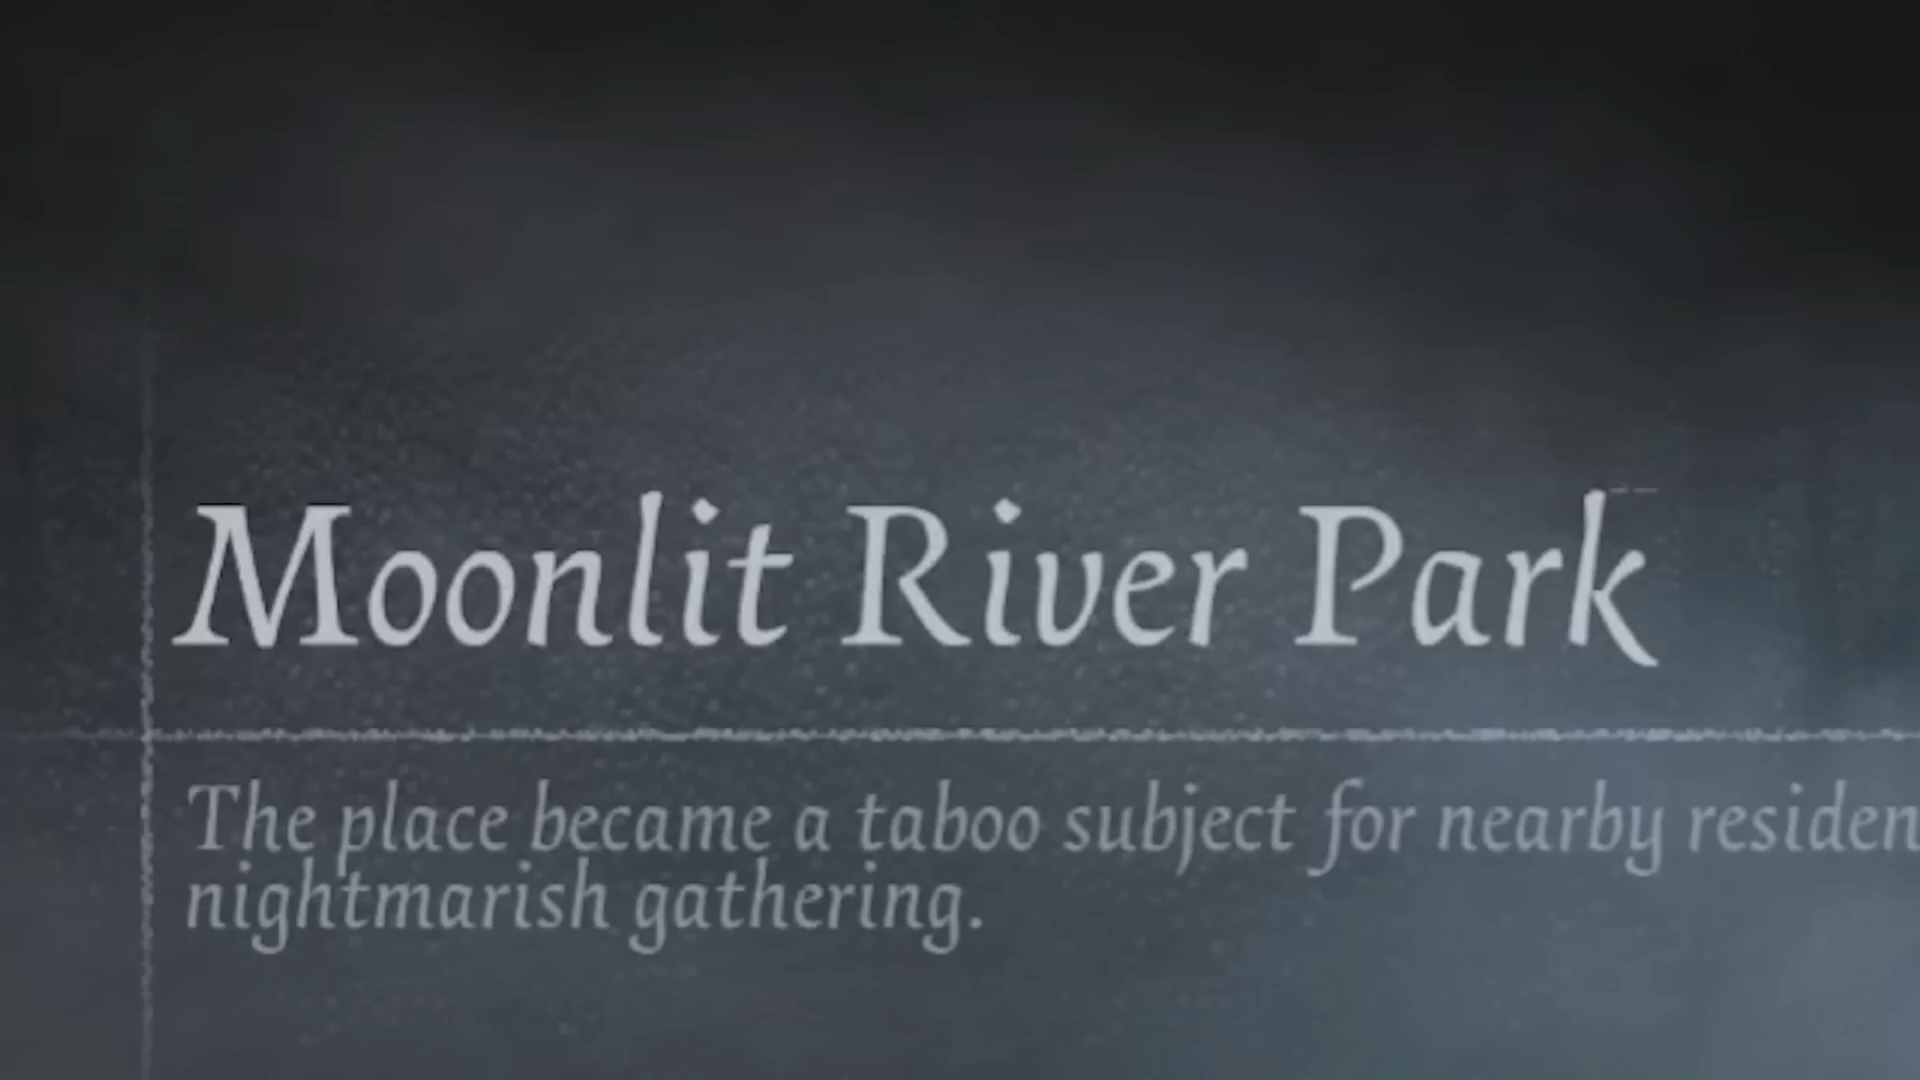 Moonlit River Park
The place became a taboo subject for nearby
nightmarish gathering.